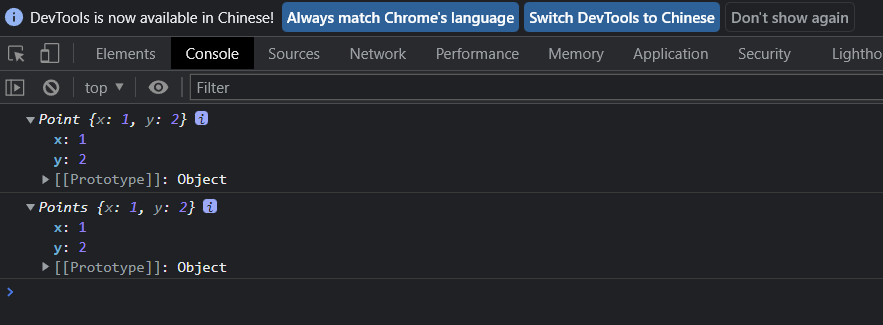 DevTools is now available in Chinese! Always match Chrome's language Switch DevTools to Chinese Don't show again
Elements Console Sources Network Performance Memory Application Security Lightho
top ▼ Filter
▼Point {x: 1, y: 2} i
x: 1
y: 2
▶[[Prototype]]: Object
▼Points {x: 1, y: 2} i
x: 1
y: 2
▶[[Prototype]]: Object
>